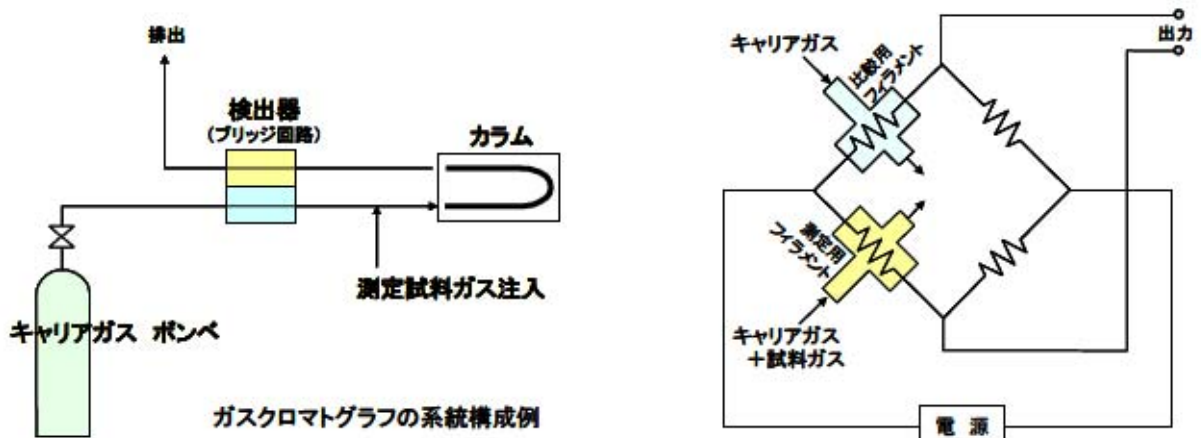 排出
検出器
（ブリッジ回路）
カラム
測定試料ガス注入
キャリアガス ボンベ
ガスクロマトグラフの系統構成例
出力
キャリアガス
比較用
フィラメント
測定用
フィラメント
キャリアガス
＋試料ガス
電 源